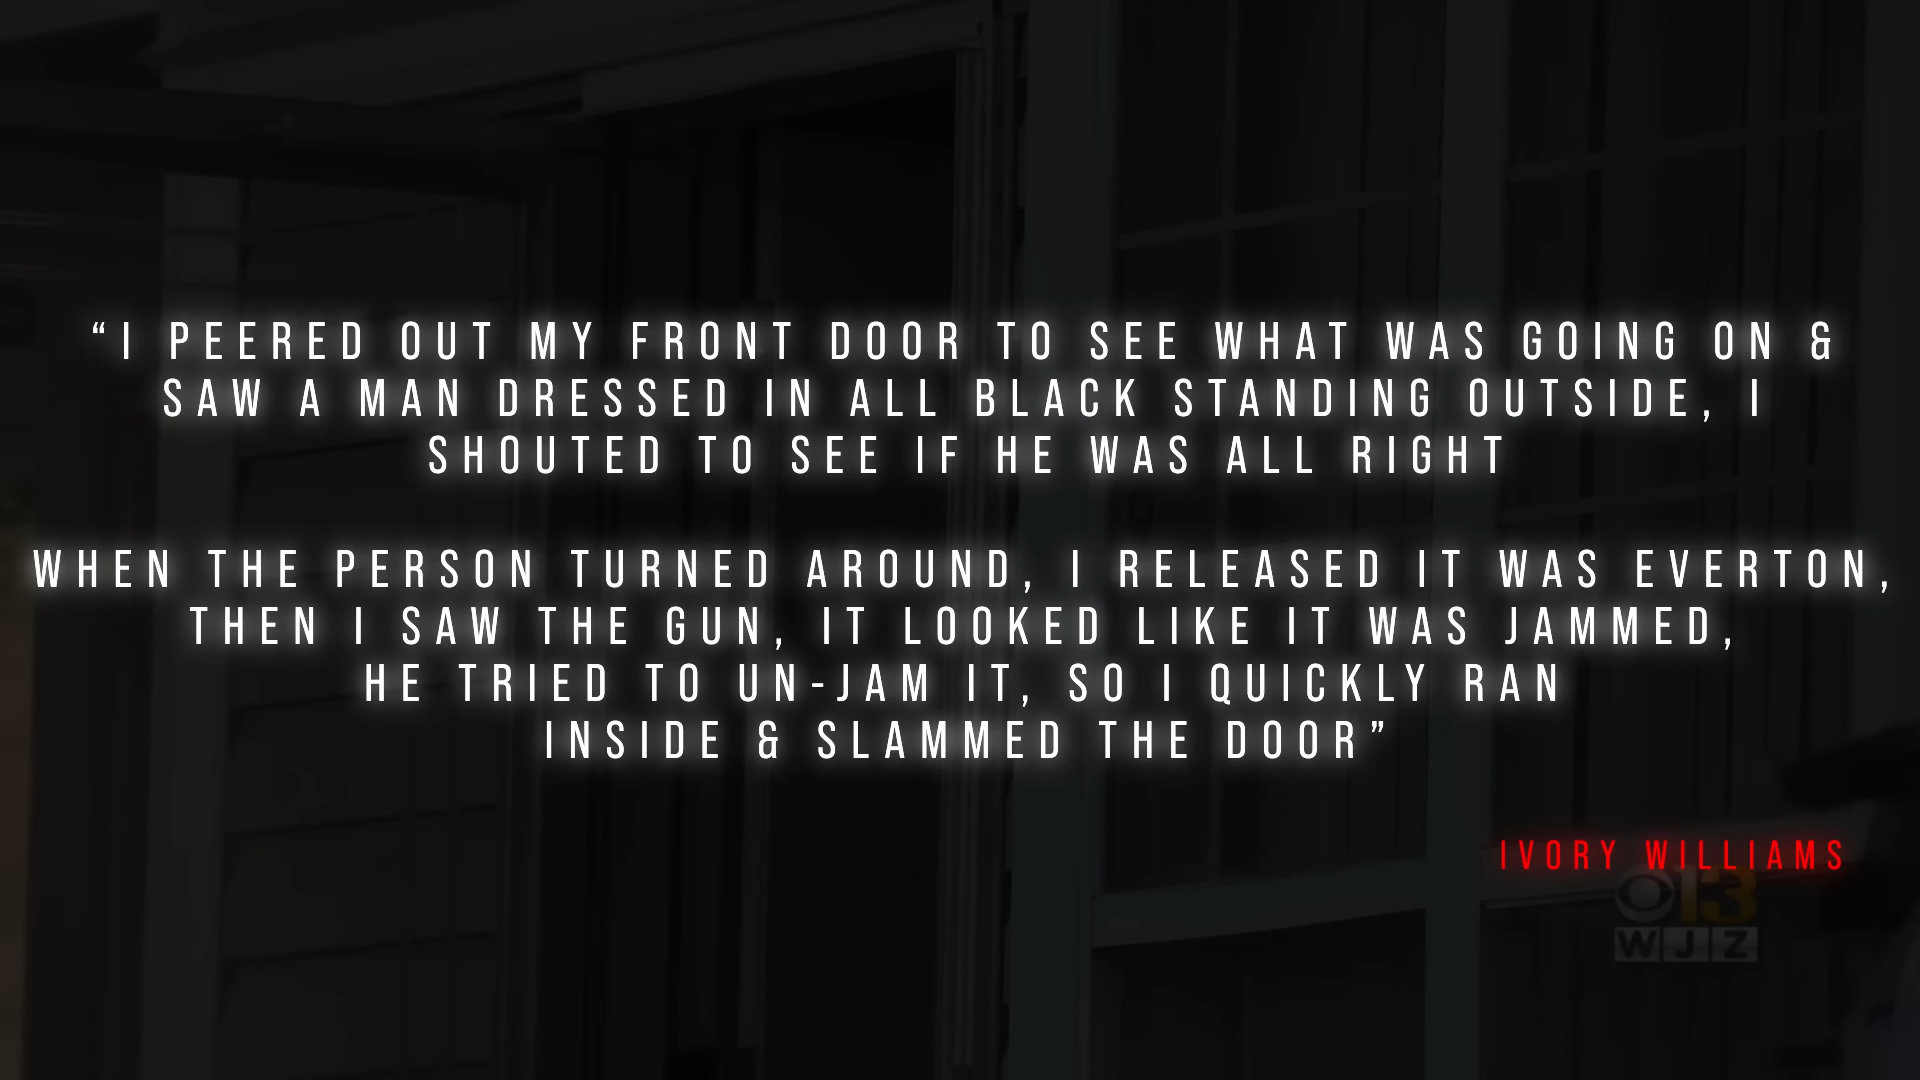 “I PEERED OUT MY FRONT DOOR TO SEE WHAT WAS GOING ON &
SAW A MAN DRESSED IN ALL BLACK STANDING OUTSIDE, I
SHOUTED TO SEE IF HE WAS ALL RIGHT
WHEN THE PERSON TURNED AROUND, I RELEASED IT WAS EVERTON,
THEN I SAW THE GUN, IT LOOKED LIKE IT WAS JAMMED,
HE TRIED TO UN-JAM IT, SO I QUICKLY RAN
INSIDE & SLAMMED THE DOOR”
IVORY WILLIAMS
13
WJZ